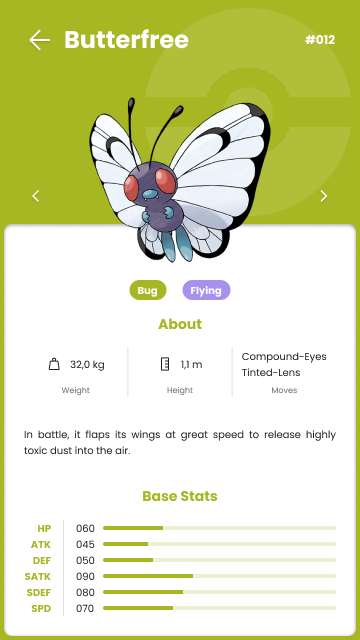 Butterfree
#012
Bug
Flying
About
32,0 kg
1,1 m
Compound-Eyes
Tinted-Lens
Weight
Height
Moves
In battle, it flaps its wings at great speed to release highly
toxic dust into the air.
Base Stats
HP 060
ATK 045
DEF 050
SATK 090
SDEF 080
SPD 070